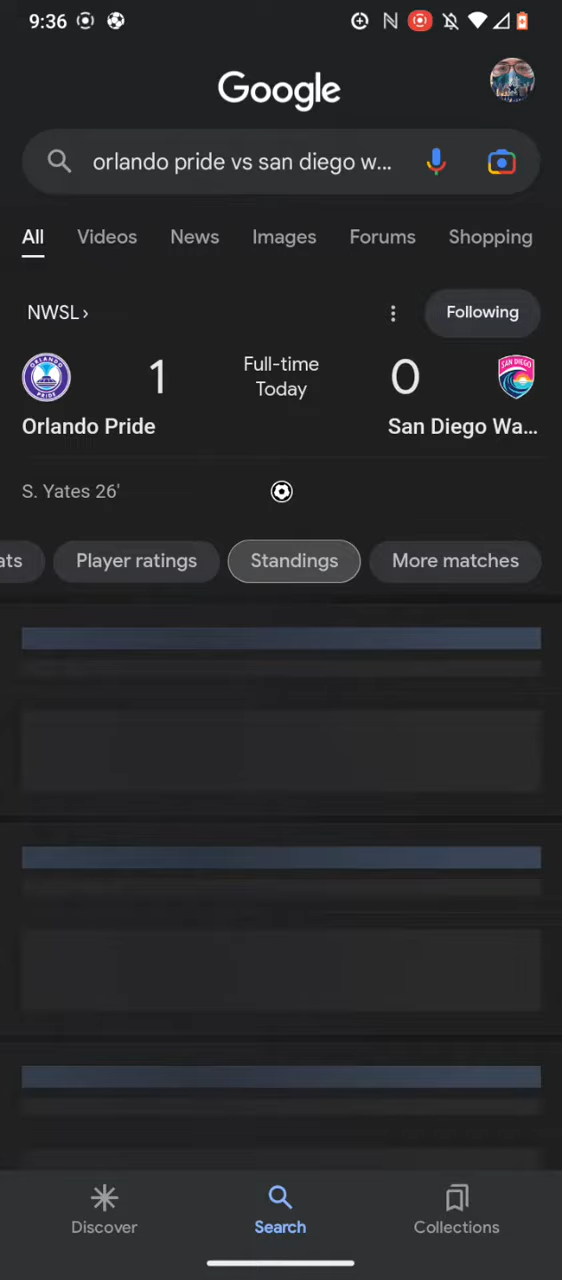 9:36
Google
orlando pride vs san diego w...
All Videos News Images Forums Shopping
NWSL ›
Following
1
Full-time
Today
0
Orlando Pride
San Diego Wa...
S. Yates 26'
ats Player ratings Standings More matches
Discover Search Collections